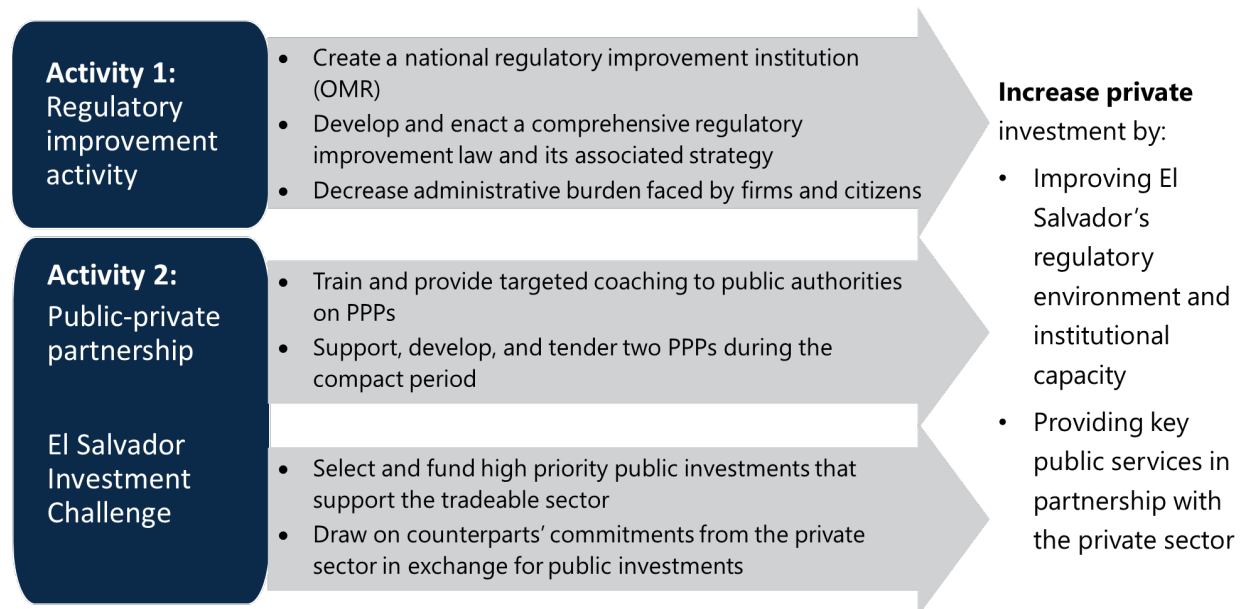 Activity 1:
Regulatory
improvement
activity
• Create a national regulatory improvement institution
(OMR)
• Develop and enact a comprehensive regulatory
improvement law and its associated strategy
• Decrease administrative burden faced by firms and citizens
Activity 2:
Public-private
partnership
• Train and provide targeted coaching to public authorities
on PPPs
• Support, develop, and tender two PPPs during the
compact period
El Salvador
Investment
Challenge
• Select and fund high priority public investments that
support the tradeable sector
• Draw on counterparts’ commitments from the private
sector in exchange for public investments
Increase private
investment by:
• Improving El
Salvador’s
regulatory
environment and
institutional
capacity
• Providing key
public services in
partnership with
the private sector